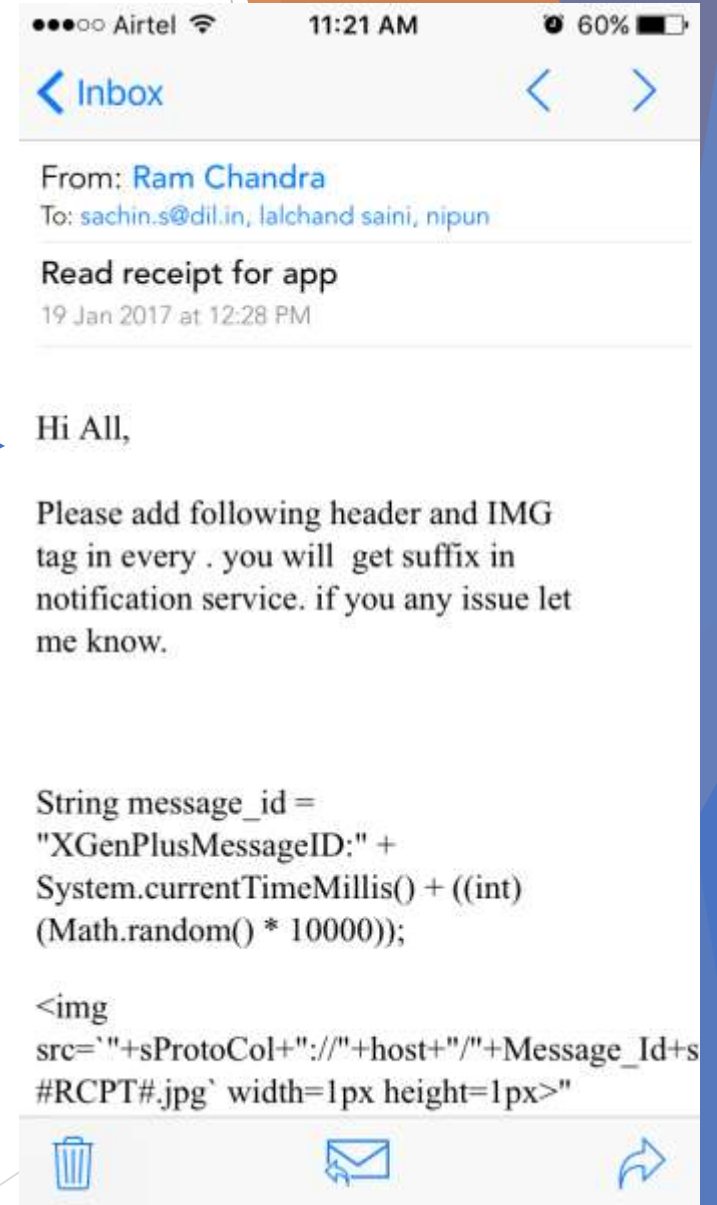 Airtel 11:21 AM 60%
Inbox
From: Ram Chandra
To: sachin.s@dil.in, lalchand saini, nipun
Read receipt for app
19 Jan 2017 at 12:28 PM
Hi All,
Please add following header and IMG
tag in every . you will get suffix in
notification service. if you any issue let
me know.
String message_id =
"XGenPlusMessageID:" +
System.currentTimeMillis() + ((int)
(Math.random() * 10000));
<img
src=`"+sProtoCol+"://"+host+"/"+Message_Id+s
#RCPT#.jpg` width=1px height=1px>"